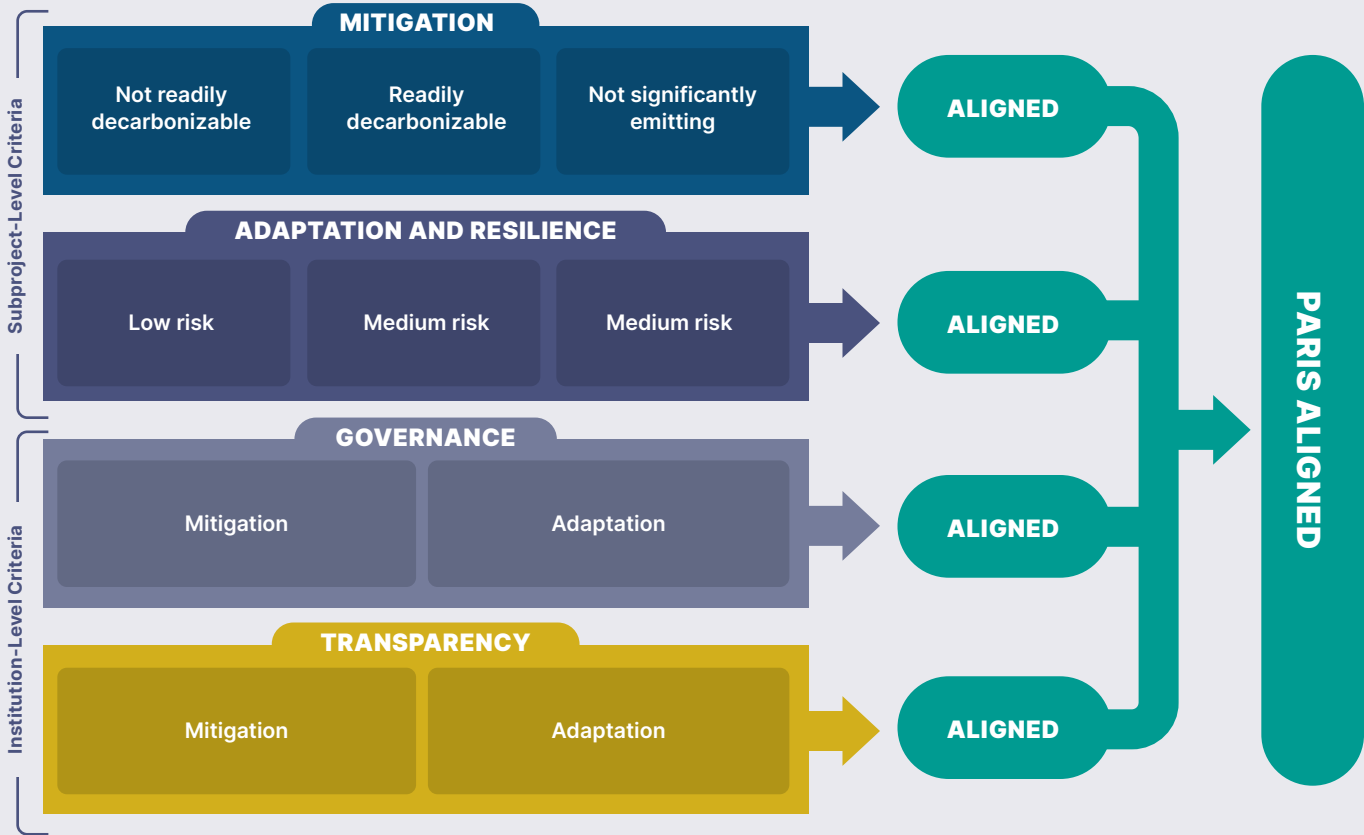 Subproject-Level Criteria
MITIGATION
Not readily
decarbonizable
Readily
decarbonizable
Not significantly
emitting
ALIGNED
ADAPTATION AND RESILIENCE
Low risk
Medium risk
Medium risk
ALIGNED
Institution-Level Criteria
GOVERNANCE
Mitigation
Adaptation
ALIGNED
TRANSPARENCY
Mitigation
Adaptation
ALIGNED
PARIS ALIGNED